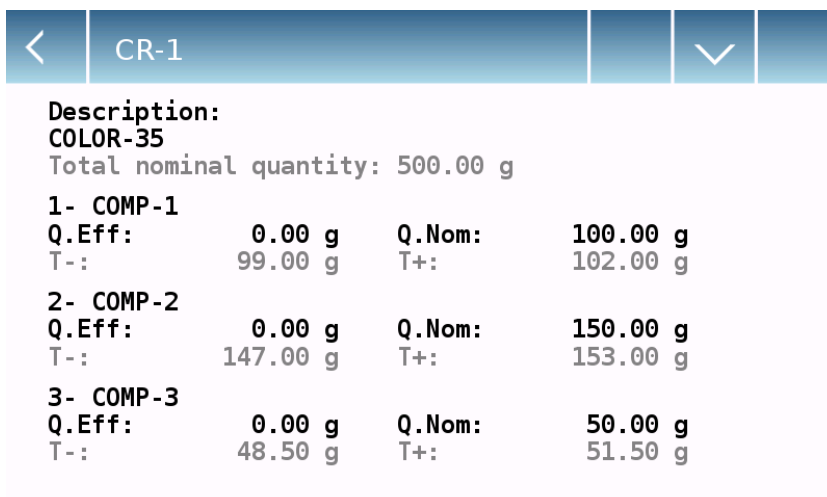 CR-1
Description:
COLOR-35
Total nominal quantity: 500.00 g
1- COMP-1
Q.Eff: 0.00 g Q.Nom: 100.00 g
T-: 99.00 g T+: 102.00 g
2- COMP-2
Q.Eff: 0.00 g Q.Nom: 150.00 g
T-: 147.00 g T+: 153.00 g
3- COMP-3
Q.Eff: 0.00 g Q.Nom: 50.00 g
T-: 48.50 g T+: 51.50 g